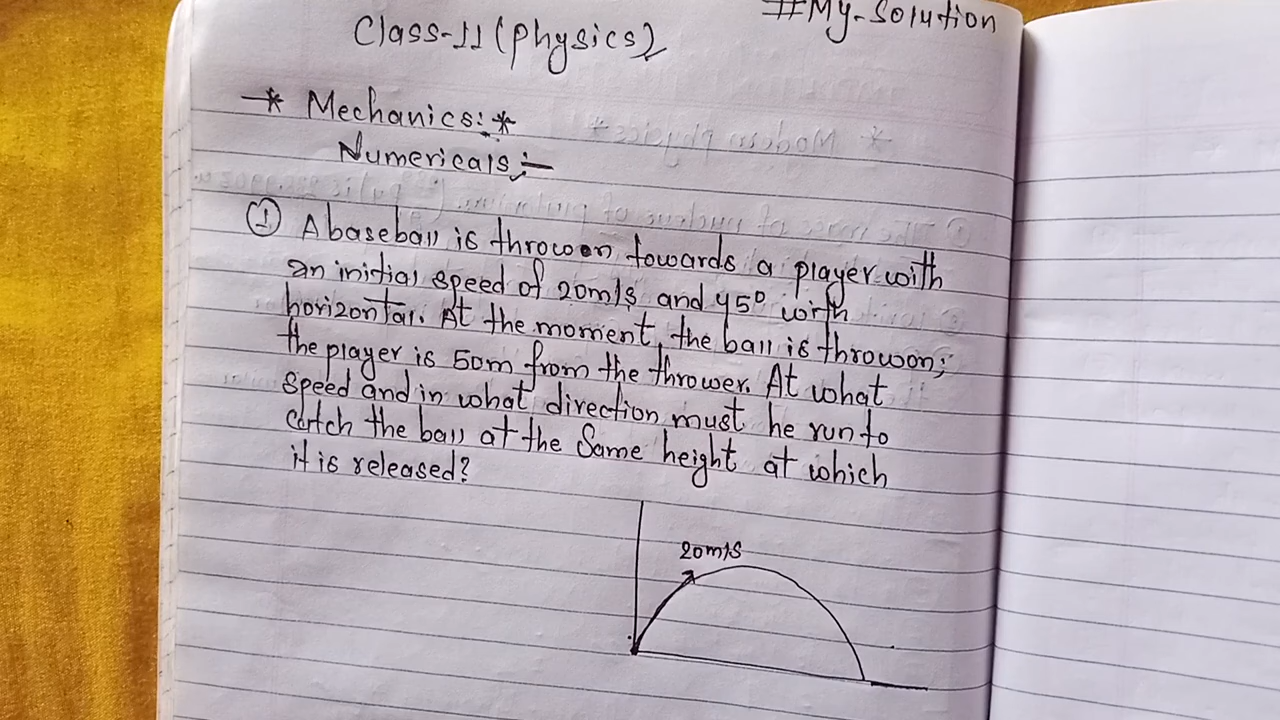 #My-Solution
Class-11(Physics)
* Mechanics:*
Numericals:-
① A baseball is throwon towards a player with
an initial speed of 20m/s and 45° with
horizontal. At the moment, the ball is throwon;
the player is 50m from the thrower. At what
speed and in what direction must he run to
catch the ball at the same height at which
it is released?
20m/s